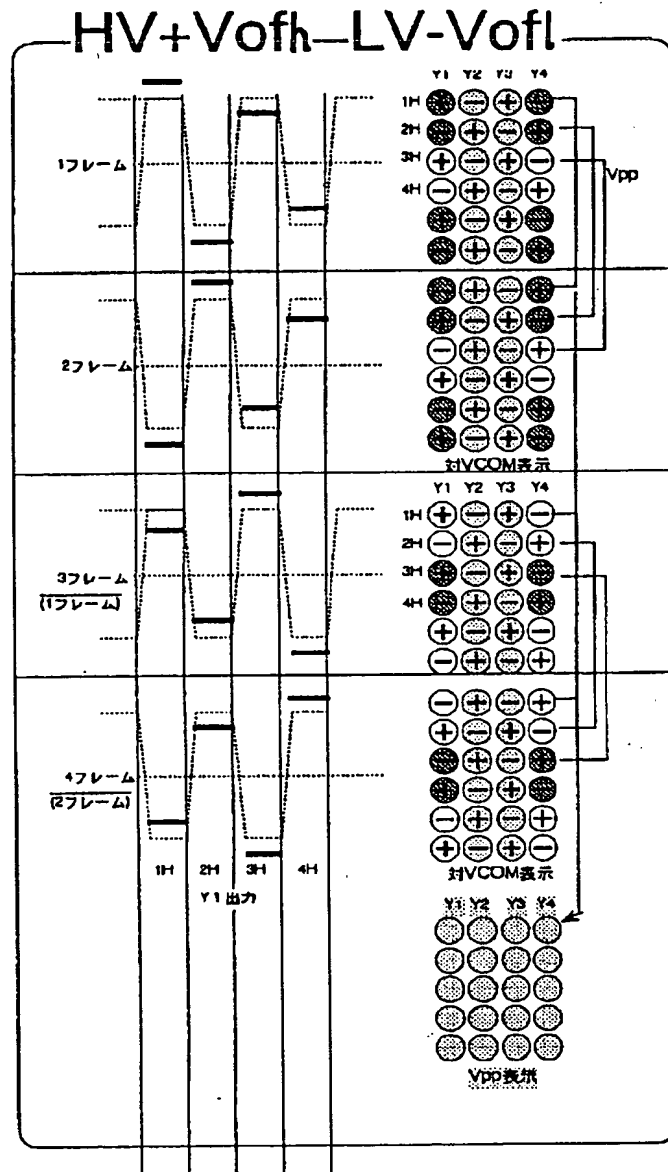 HV+Vofh—LV-Vofl
Y1 Y2 Y3 Y4
1H
2H
3H
4H
Vpp
1フレーム
2フレーム
対VCOM表示
Y1 Y2 Y3 Y4
1H
2H
3H
4H
3フレーム
(1フレーム)
4フレーム
(2フレーム)
1H 2H 3H 4H
Y1 出力
対VCOM表示
Y1 Y2 Y3 Y4
Vpp表示